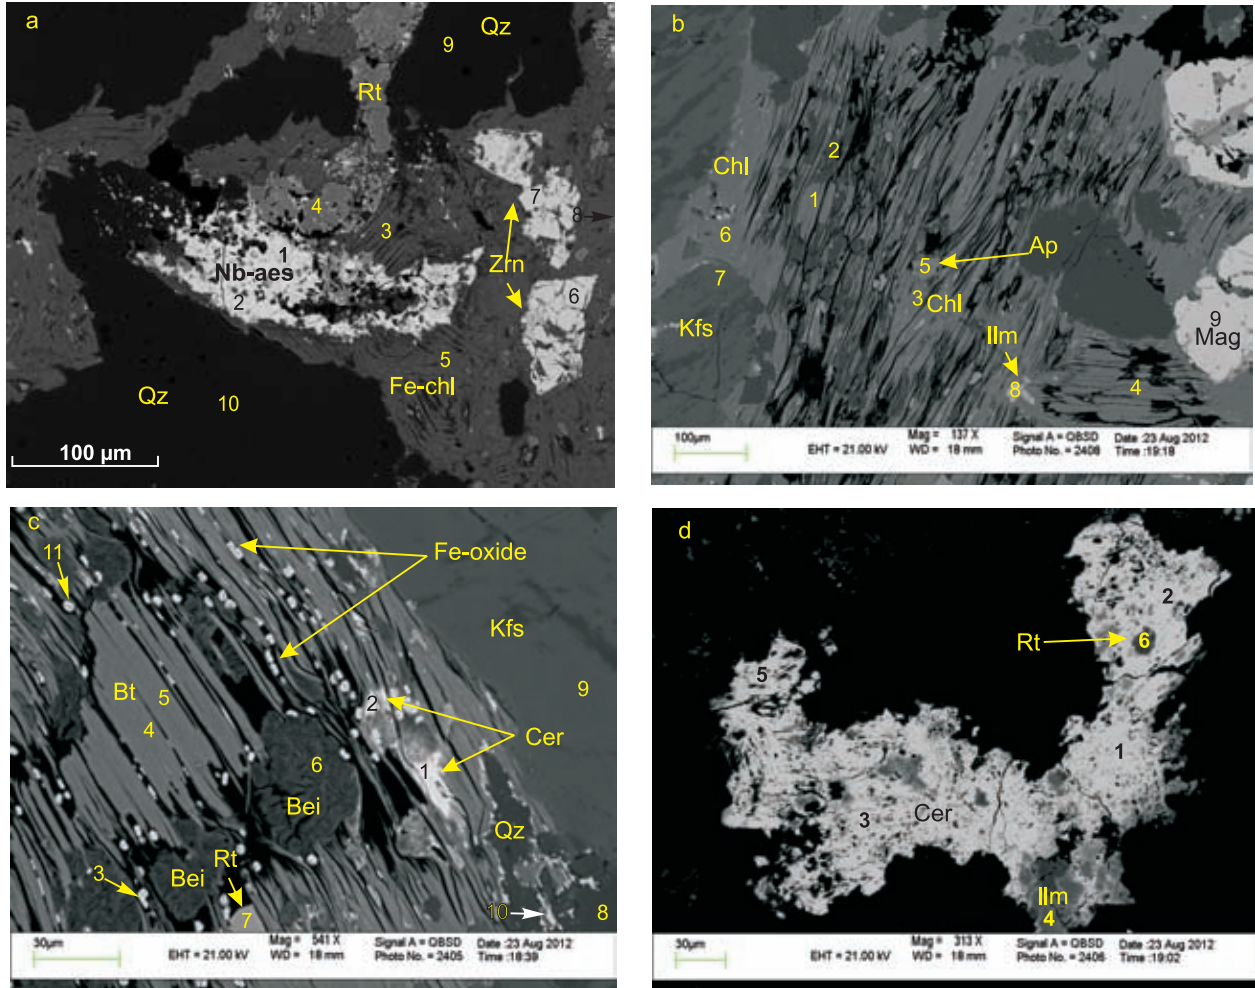 a
Qz
9
Rt
4
3
7
8
1
Nb-aes
2
Zrn
6
5
Fe-chl
Qz
10
100 µm
b
2
Chl
1
6
5
Ap
7
3
Chl
Kfs
Ilm
9
Mag
8
4
100µm
EHT = 21.00 kV
Mag = 137 X
WD = 18 mm
Signal A = QBSD
Photo No. = 2408
Date :23 Aug 2012
Time :19:18
c
11
Fe-oxide
Kfs
9
Bt
5
4
2
Cer
1
6
Bei
Qz
Rt
Bei
3
7
10
8
30µm
EHT = 21.00 kV
Mag = 541 X
WD = 18 mm
Signal A = QBSD
Photo No. = 2405
Date :23 Aug 2012
Time :18:39
d
2
Rt
6
5
1
3
Cer
Ilm
4
30µm
EHT = 21.00 kV
Mag = 313 X
WD = 18 mm
Signal A = QBSD
Photo No. = 2406
Date :23 Aug 2012
Time :19:02